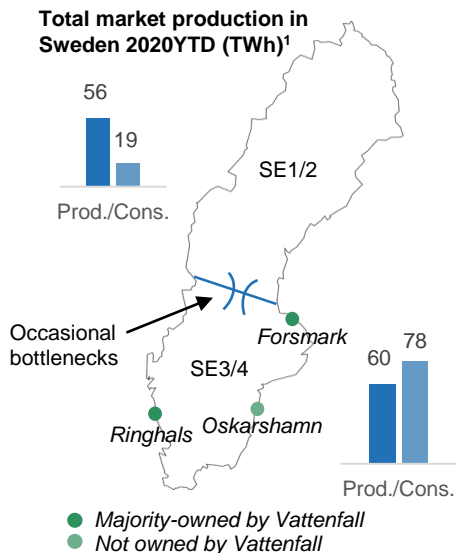 Total market production in
Sweden 2020YTD (TWh)¹
56
19
Prod./Cons.
SE1/2
Occasional
bottlenecks
Forsmark
SE3/4
60
78
Ringhals
Oskarshamn
Prod./Cons.
Majority-owned by Vattenfall
Not owned by Vattenfall